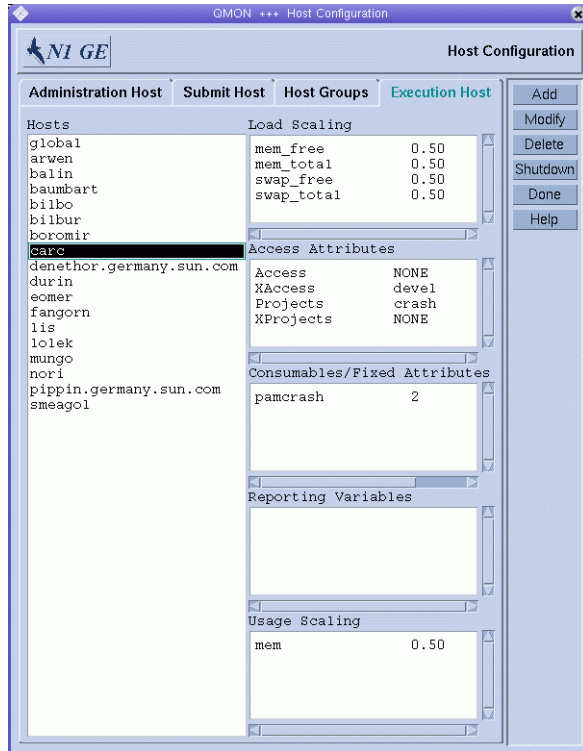 QMON +++ Host Configuration
N1 GE
Host Configuration
Administration Host
Submit Host
Host Groups
Execution Host
Hosts
global
arwen
balin
baumbart
bilbo
bilbur
boromir
carc
denethor.germany.sun.com
durin
eomer
fangorn
lis
lolek
mungo
nori
pippin.germany.sun.com
smeagol
Load Scaling
mem_free 0.50
mem_total 0.50
swap_free 0.50
swap_total 0.50
Access Attributes
Access NONE
XAccess devel
Projects crash
XProjects NONE
Consumables/Fixed Attributes
pamcrash 2
Reporting Variables
Usage Scaling
mem 0.50
Add
Modify
Delete
Shutdown
Done
Help